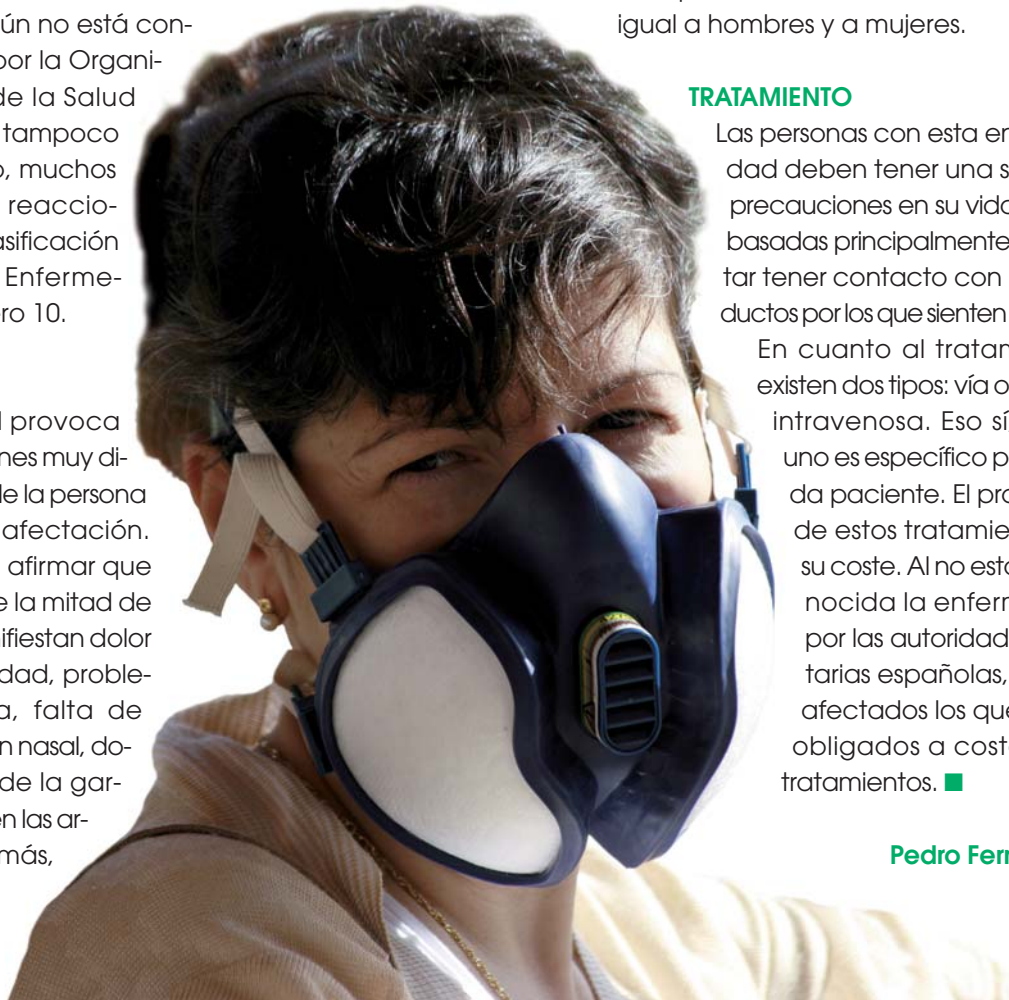 ún no está con-
por la Organi-
de la Salud
tampoco
o, muchos
reaccio-
asificación
Enferme-
ro 10.
l provoca
nes muy di-
de la persona
afectación.
afirmar que
e la mitad de
nifiestan dolor
dad, proble-
a, falta de
n nasal, do-
de la gar-
en las ar-
más,
igual a hombres y a mujeres.
TRATAMIENTO
Las personas con esta en
dad deben tener una s
precauciones en su vida
basadas principalmente
tar tener contacto con
ductos por los que sienten
En cuanto al tratam
existen dos tipos: vía o
intravenosa. Eso sí,
uno es específico p
da paciente. El pro
de estos tratamie
su coste. Al no esta
nocida la enferm
por las autoridad
tarias españolas,
afectados los que
obligados a coste
tratamientos. ■
Pedro Fern